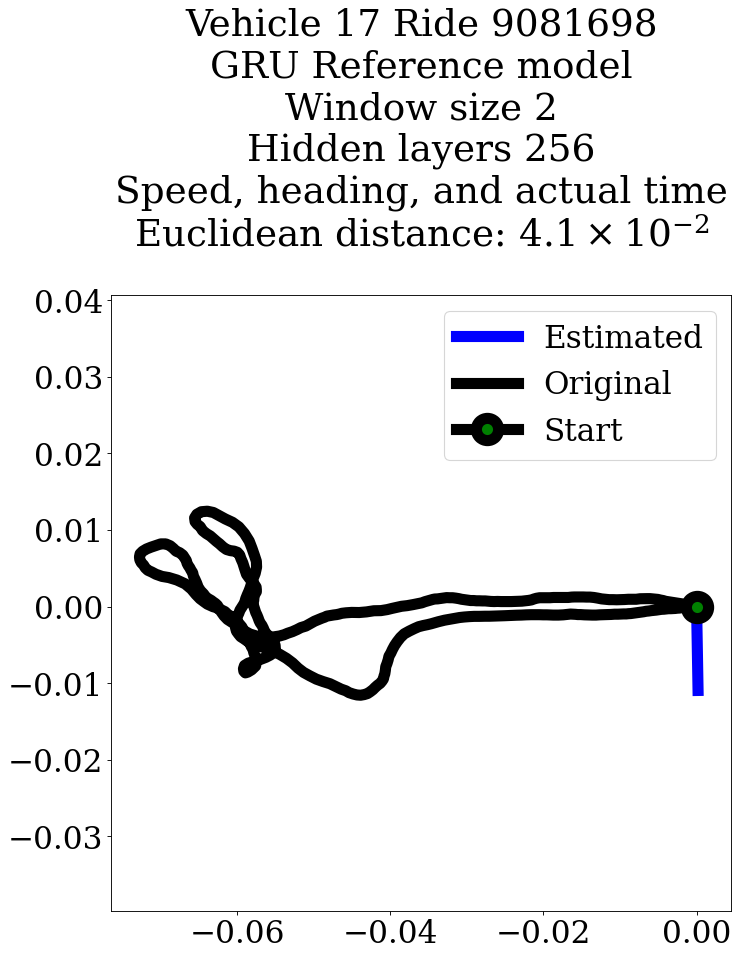 Vehicle 17 Ride 9081698
GRU Reference model
Window size 2
Hidden layers 256
Speed, heading, and actual time
Euclidean distance: 4.1 × 10⁻²
Estimated
Original
Start
0.04
0.03
0.02
0.01
0.00
−0.01
−0.02
−0.03
−0.06 −0.04 −0.02 0.00